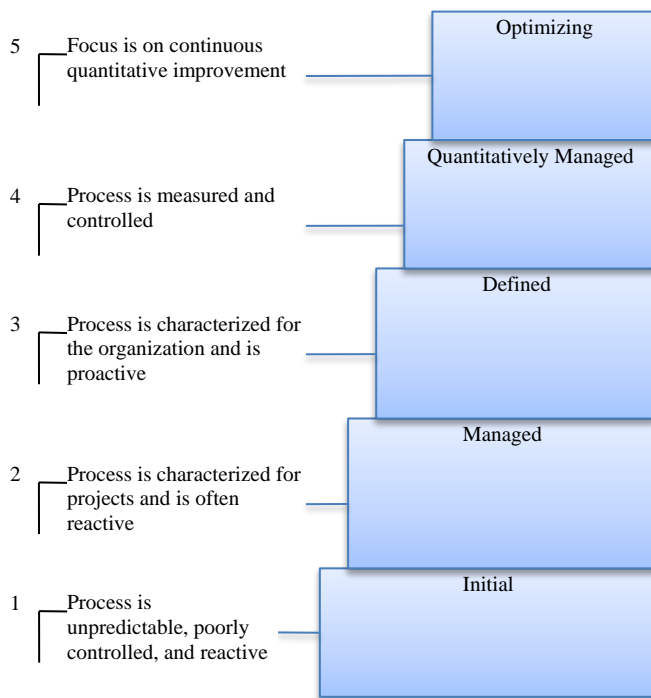 Optimizing
5
Focus is on continuous
quantitative improvement
Quantitatively Managed
4
Process is measured and
controlled
Defined
3
Process is characterized for
the organization and is
proactive
Managed
2
Process is characterized for
projects and is often
reactive
Initial
1
Process is
unpredictable, poorly
controlled, and reactive